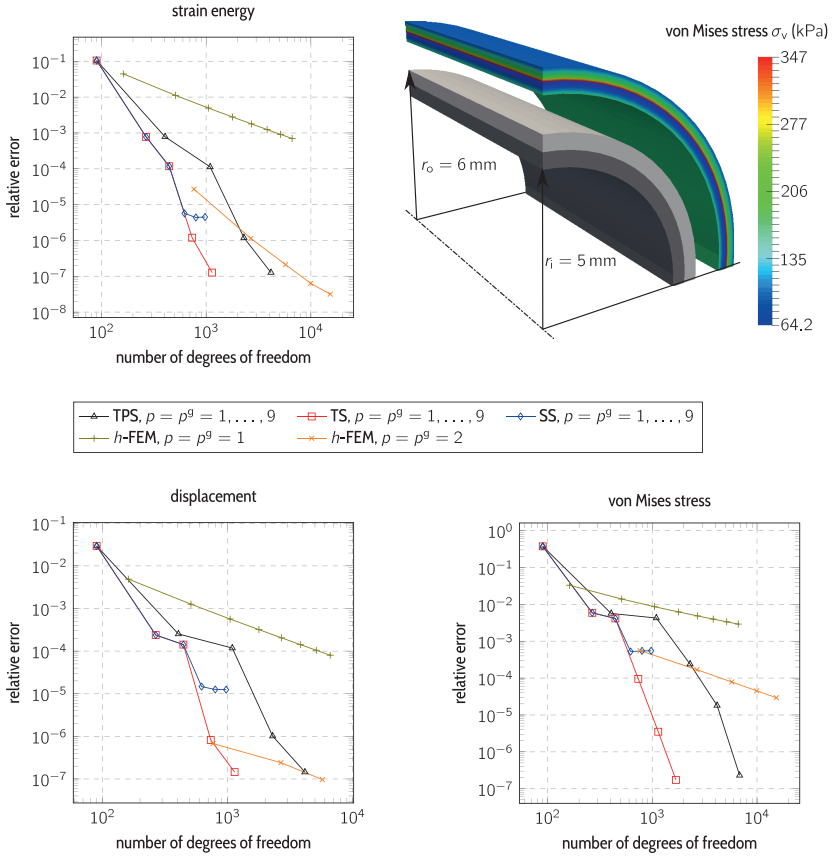 strain energy
10⁻¹
10⁻²
10⁻³
10⁻⁴
10⁻⁵
10⁻⁶
10⁻⁷
10⁻⁸
relative error
10² 10³ 10⁴
number of degrees of freedom
von Mises stress σᵥ (kPa)
347
277
206
135
64.2
rₒ = 6 mm
rᵢ = 5 mm
TPS, p = pᵍ = 1, . . . , 9 TS, p = pᵍ = 1, . . . , 9 SS, p = pᵍ = 1, . . . , 9
h-FEM, p = pᵍ = 1 h-FEM, p = pᵍ = 2
displacement
10⁻¹
10⁻²
10⁻³
10⁻⁴
10⁻⁵
10⁻⁶
10⁻⁷
relative error
10² 10³ 10⁴
number of degrees of freedom
von Mises stress
10⁰
10⁻¹
10⁻²
10⁻³
10⁻⁴
10⁻⁵
10⁻⁶
10⁻⁷
relative error
10² 10³ 10⁴
number of degrees of freedom